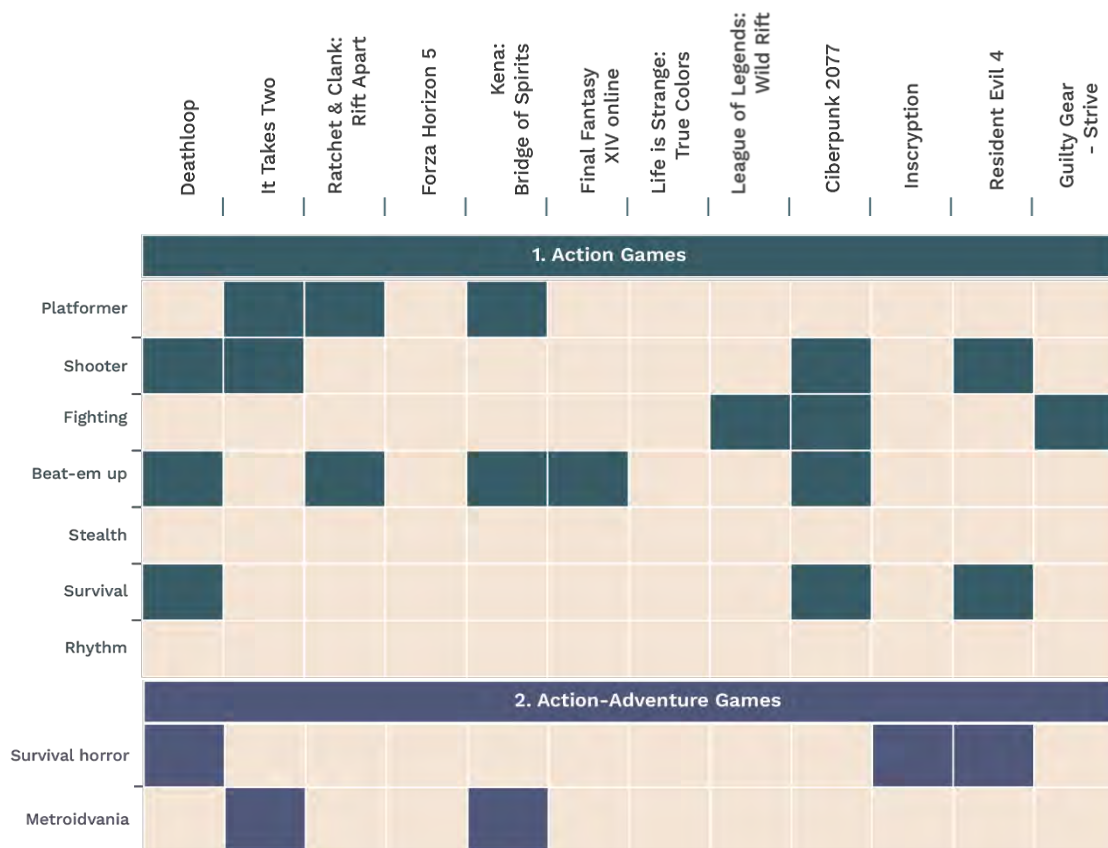 Deathloop
It Takes Two
Ratchet & Clank:
Rift Apart
Forza Horizon 5
Kena:
Bridge of Spirits
Final Fantasy
XIV online
Life is Strange:
True Colors
League of Legends:
Wild Rift
Ciberpunk 2077
Inscryption
Resident Evil 4
Guilty Gear
- Strive
1. Action Games
Platformer
Shooter
Fighting
Beat-em up
Stealth
Survival
Rhythm
2. Action-Adventure Games
Survival horror
Metroidvania